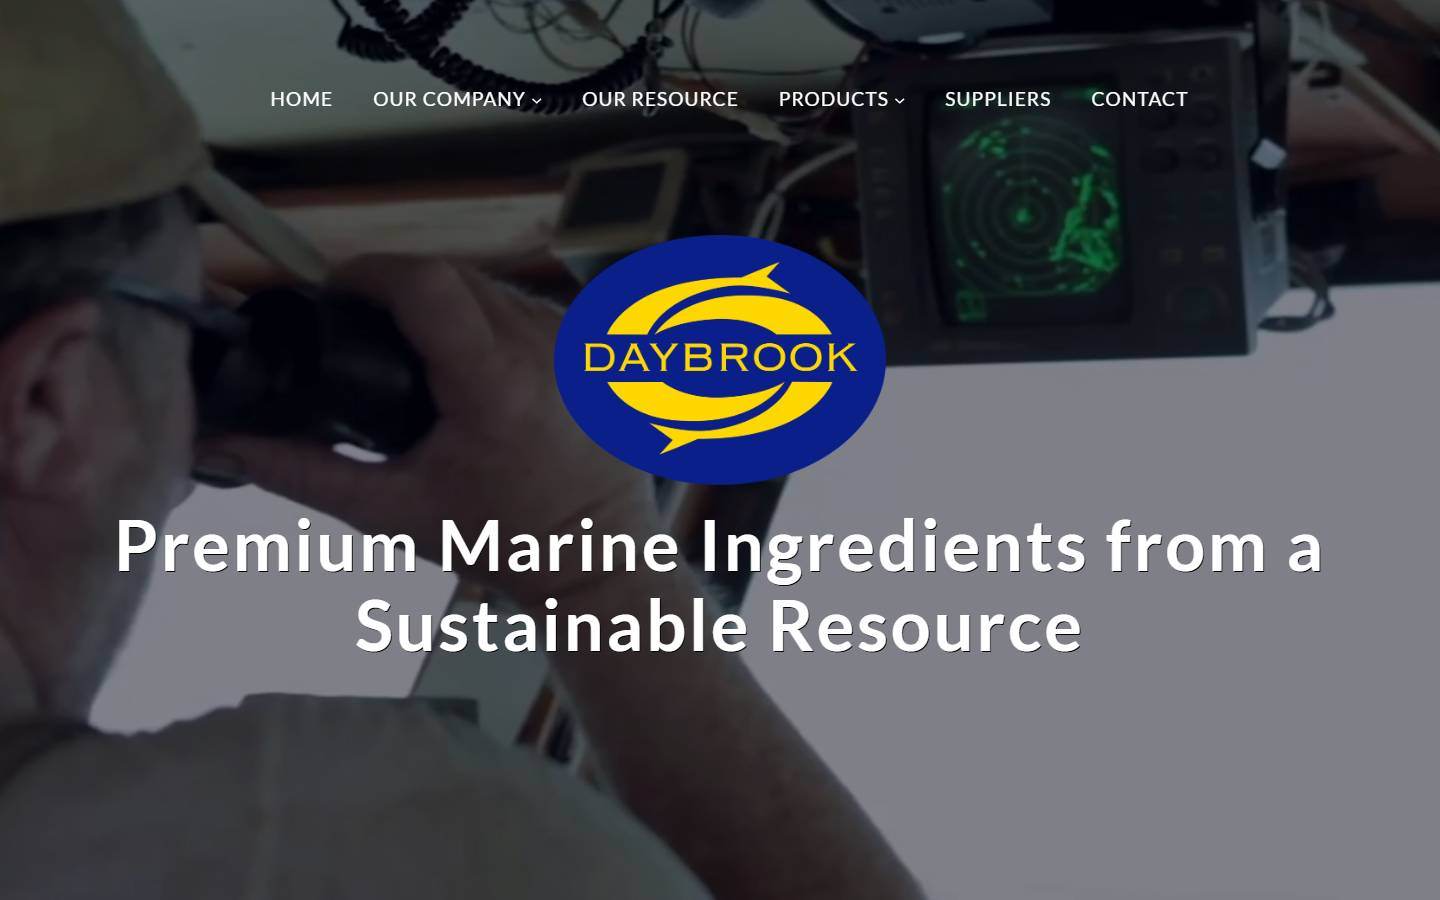 HOME
OUR COMPANY
OUR RESOURCE
PRODUCTS
SUPPLIERS
CONTACT
DAYBROOK
Premium Marine Ingredients from a
Sustainable Resource